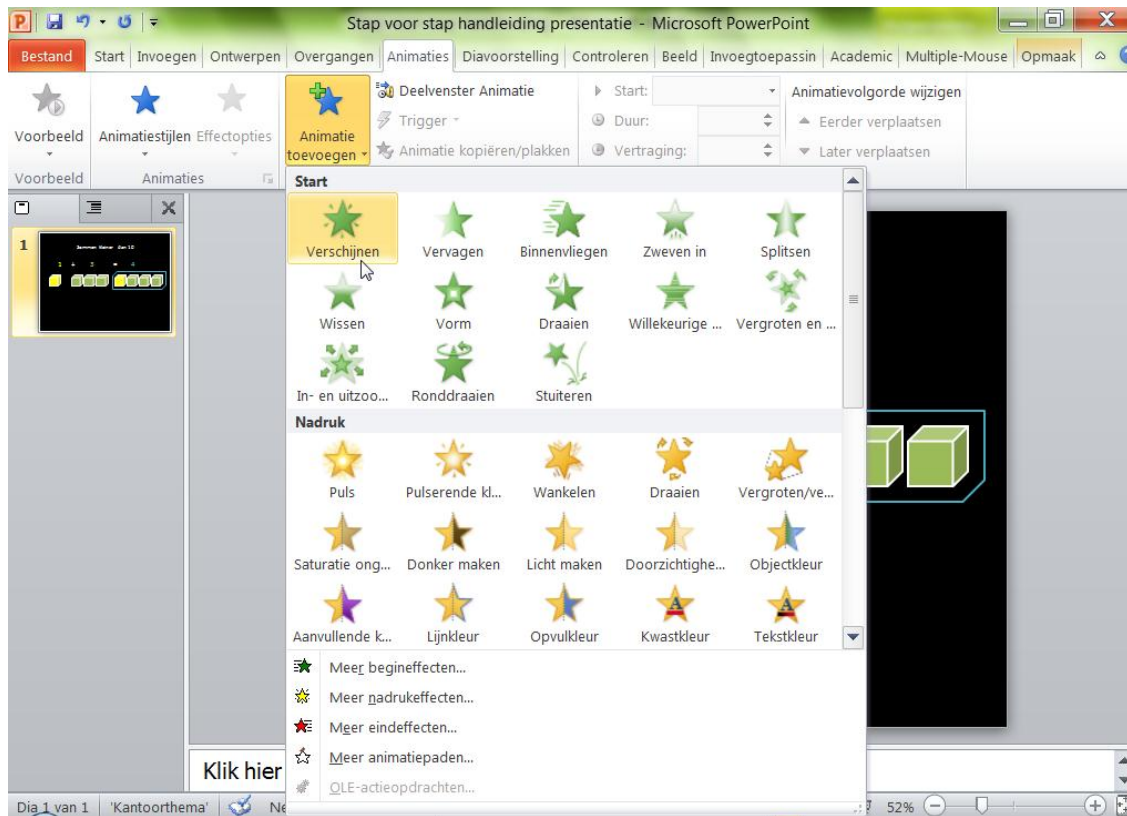 Stap voor stap handleiding presentatie - Microsoft PowerPoint
Bestand Start Invoegen Ontwerpen Overgangen Animaties Diavoorstelling Controleren Beeld Invoegtoepassin Academic Multiple-Mouse Opmaak
Voorbeeld
Animatiestijlen
Effectopties
Animatie toevoegen
Deelvenster Animatie
Trigger
Animatie kopiëren/plakken
Start:
Duur:
Vertraging:
Animatievolgorde wijzigen
Eerder verplaatsen
Later verplaatsen
Voorbeeld
Animaties
1
Start
Verschijnen Vervagen Binnenvliegen Zweven in Splitsen
Wissen Vorm Draaien Willekeurige ... Vergroten en ...
In- en uitzoo... Ronddraaien Stuiteren
Nadruk
Puls Pulserende kl... Wankelen Draaien Vergroten/ve...
Saturatie ong... Donker maken Licht maken Doorzichtighe... Objectkleur
Aanvullende k... Lijnkleur Opvulkleur Kwastkleur Tekstkleur
Meer begineffecten...
Meer nadrukeffecten...
Meer eindeffecten...
Meer animatiepaden...
OLE-actieopdrachten...
Klik hier
Dia 1 van 1 'Kantoorthema' Ne 52%